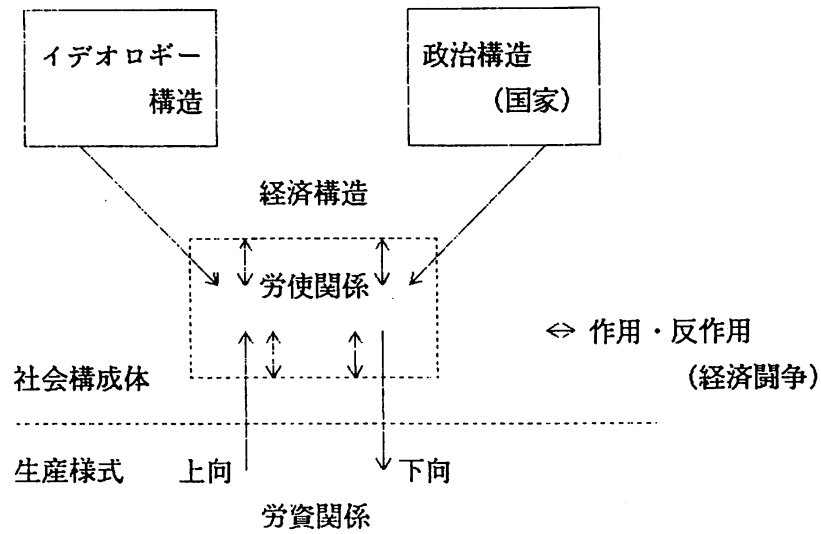 イデオロギー
構造
政治構造
(国家)
経済構造
労使関係
⇔ 作用・反作用
(経済闘争)
社会構成体
生産様式
上向
下向
労資関係